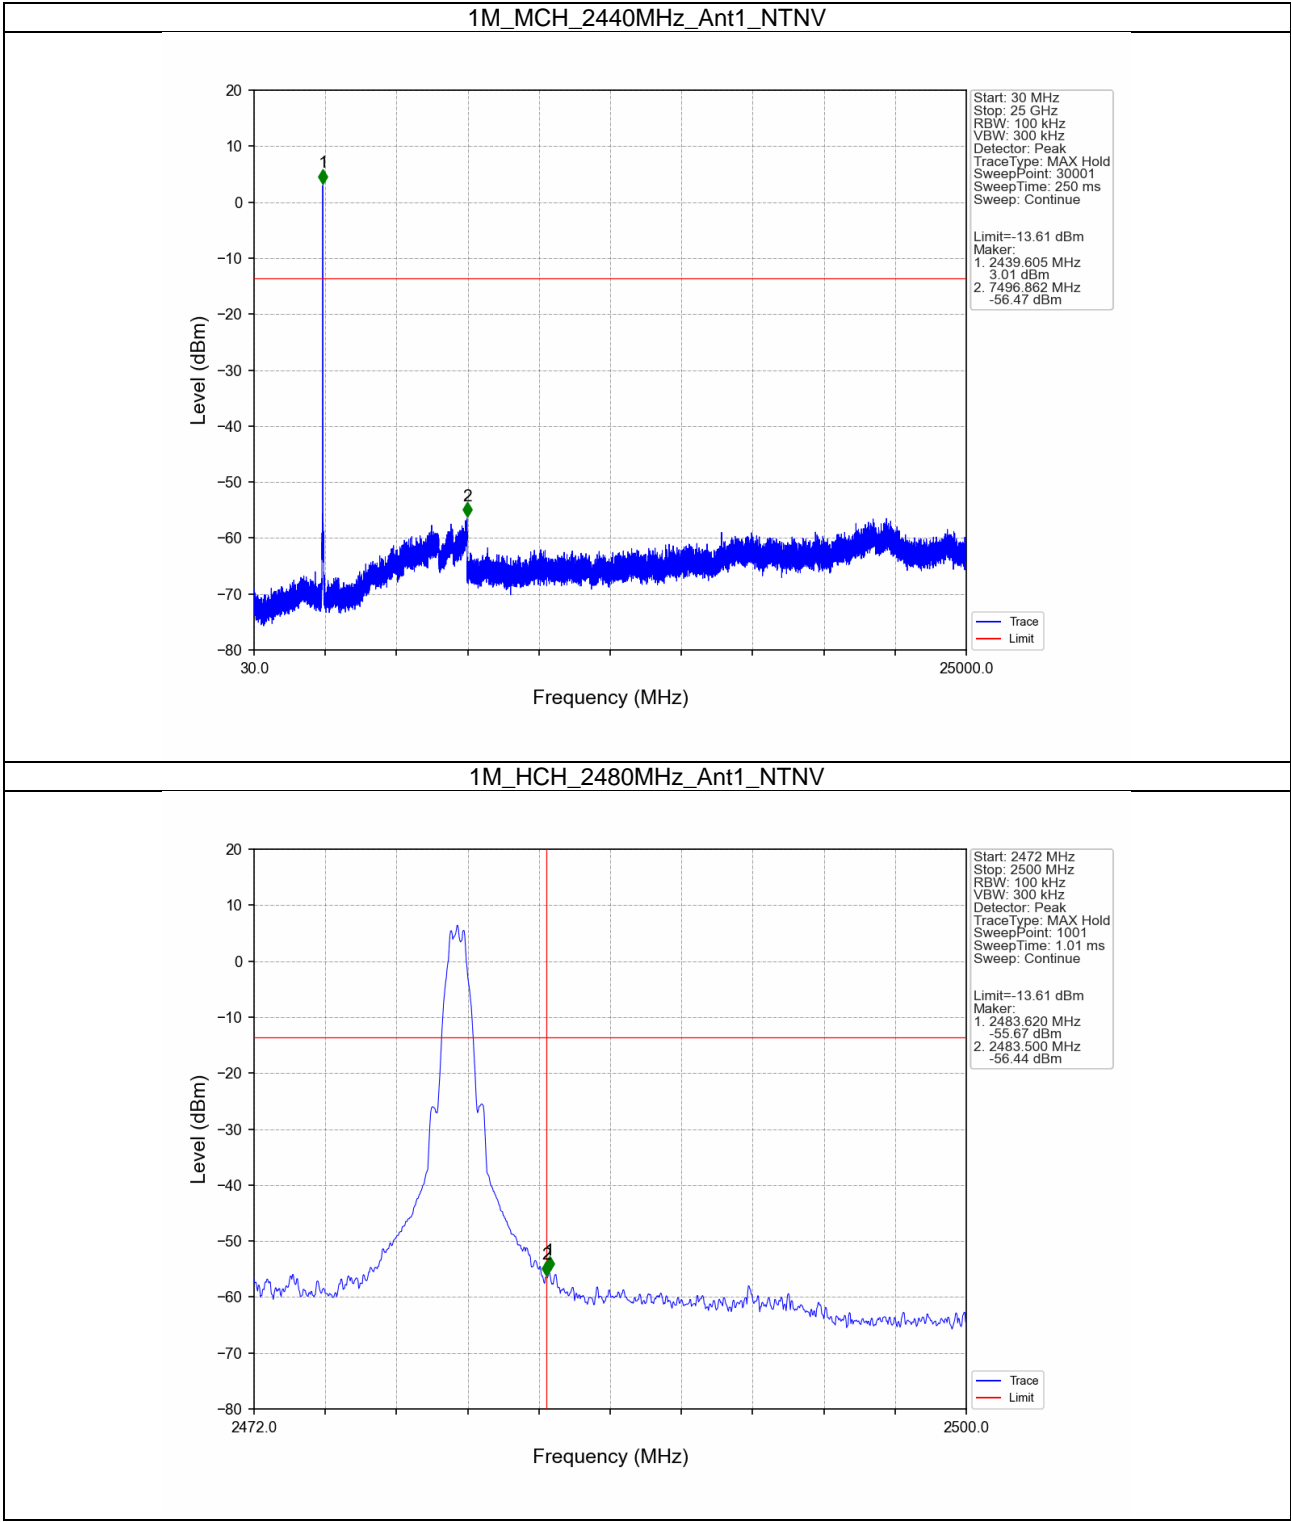 1M_MCH_2440MHz_Ant1_NTNV
20
10
0
−10
−20
−30
−40
−50
−60
−70
−80
Level (dBm)
1
2
30.0
25000.0
Frequency (MHz)
Start: 30 MHz
Stop: 25 GHz
RBW: 100 kHz
VBW: 300 kHz
Detector: Peak
TraceType: MAX Hold
SweepPoint: 30001
SweepTime: 250 ms
Sweep: Continue
Limit=-13.61 dBm
Maker:
1. 2439.605 MHz
3.01 dBm
2. 7496.862 MHz
-56.47 dBm
Trace
Limit
1M_HCH_2480MHz_Ant1_NTNV
20
10
0
−10
−20
−30
−40
−50
−60
−70
−80
Level (dBm)
1
2
2472.0
2500.0
Frequency (MHz)
Start: 2472 MHz
Stop: 2500 MHz
RBW: 100 kHz
VBW: 300 kHz
Detector: Peak
TraceType: MAX Hold
SweepPoint: 1001
SweepTime: 1.01 ms
Sweep: Continue
Limit=-13.61 dBm
Maker:
1. 2483.620 MHz
-55.67 dBm
2. 2483.500 MHz
-56.44 dBm
Trace
Limit